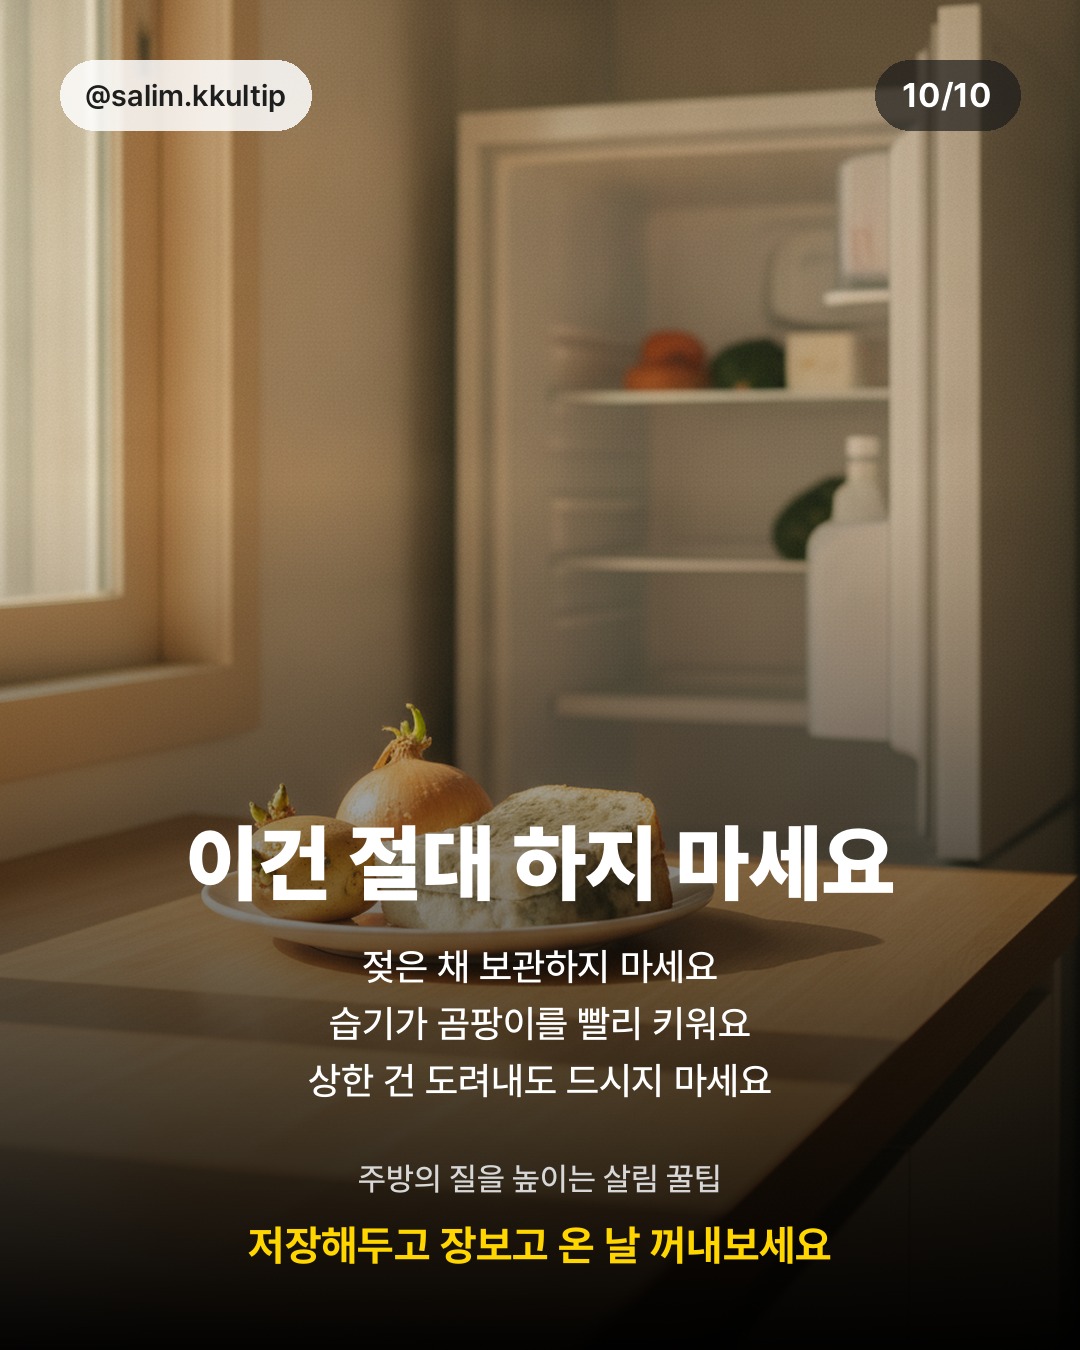 @salim.kkultip
10/10
이건 절대 하지 마세요
젖은 채 보관하지 마세요
습기가 곰팡이를 빨리 키워요
상한 건 도려내도 드시지 마세요
주방의 질을 높이는 살림 꿀팁
저장해두고 장보고 온 날 꺼내보세요